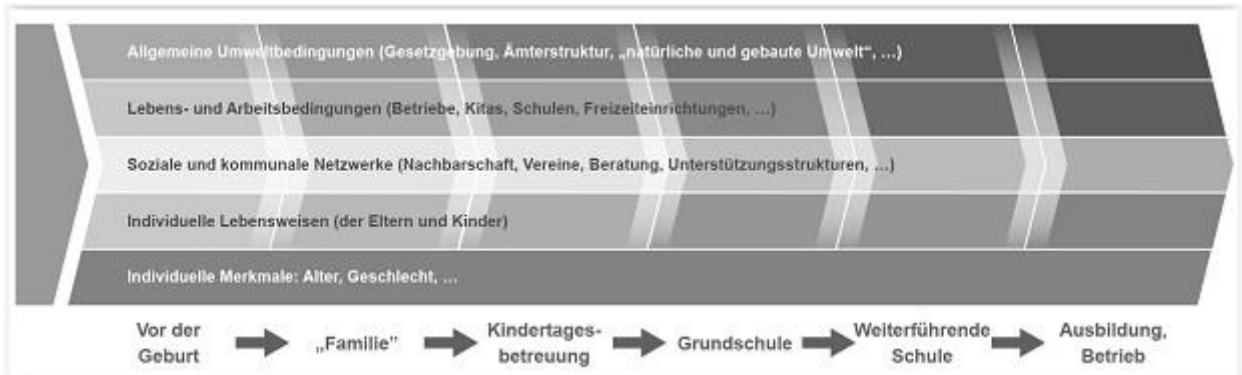 Allgemeine Umweltbedingungen (Gesetzgebung, Ämterstruktur, „natürliche und gebaute Umwelt“, …)
Lebens- und Arbeitsbedingungen (Betriebe, Kitas, Schulen, Freizeiteinrichtungen, …)
Soziale und kommunale Netzwerke (Nachbarschaft, Vereine, Beratung, Unterstützungsstrukturen, …)
Individuelle Lebensweisen (der Eltern und Kinder)
Individuelle Merkmale: Alter, Geschlecht, …
Vor der
Geburt
„Familie”
Kindertages-
betreuung
Grundschule
Weiterführende
Schule
Ausbildung,
Betrieb